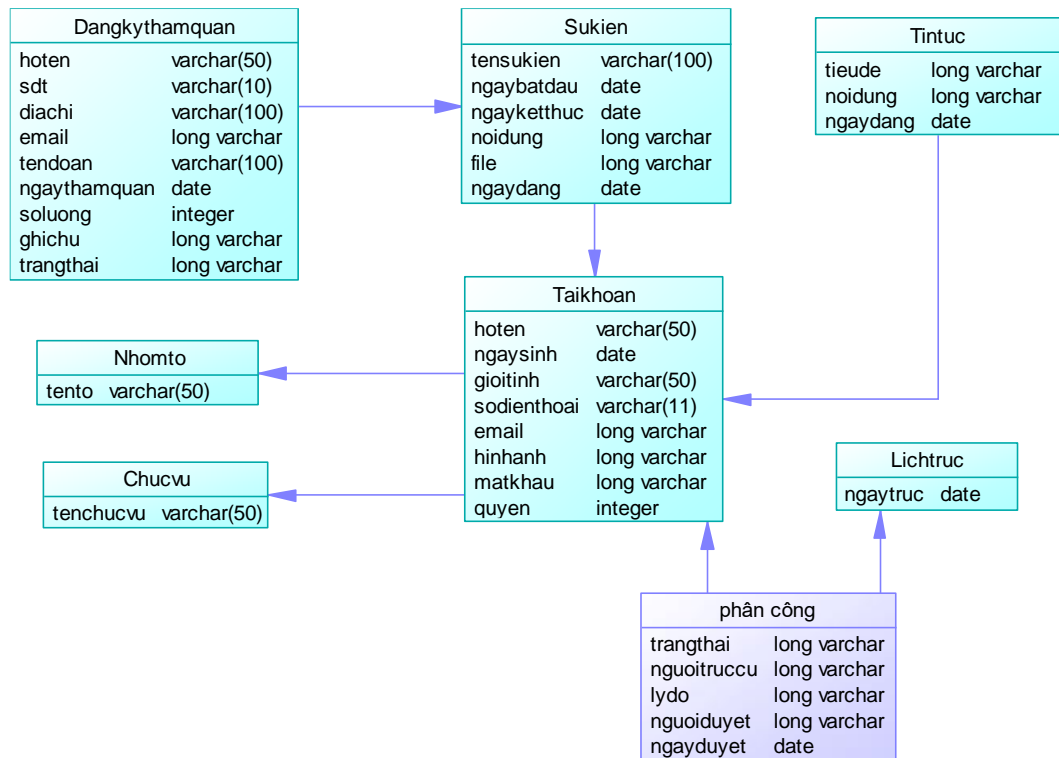 Dangkythamquan
hoten varchar(50)
sdt varchar(10)
diachi varchar(100)
email long varchar
tendoan varchar(100)
ngaythamquan date
soluong integer
ghichu long varchar
trangthai long varchar
Sukien
tensukien varchar(100)
ngaybatdau date
ngayketthuc date
noidung long varchar
file long varchar
ngaydang date
Tintuc
tieude long varchar
noidung long varchar
ngaydang date
Taikhoan
hoten varchar(50)
ngaysinh date
gioitinh varchar(50)
sodienthoai varchar(11)
email long varchar
hinhanh long varchar
matkhau long varchar
quyen integer
Nhomto
tento varchar(50)
Chucvu
tenchucvu varchar(50)
Lichtruc
ngaytruc date
phân công
trangthai long varchar
nguoitruccu long varchar
lydo long varchar
nguoiduyet long varchar
ngayduyet date